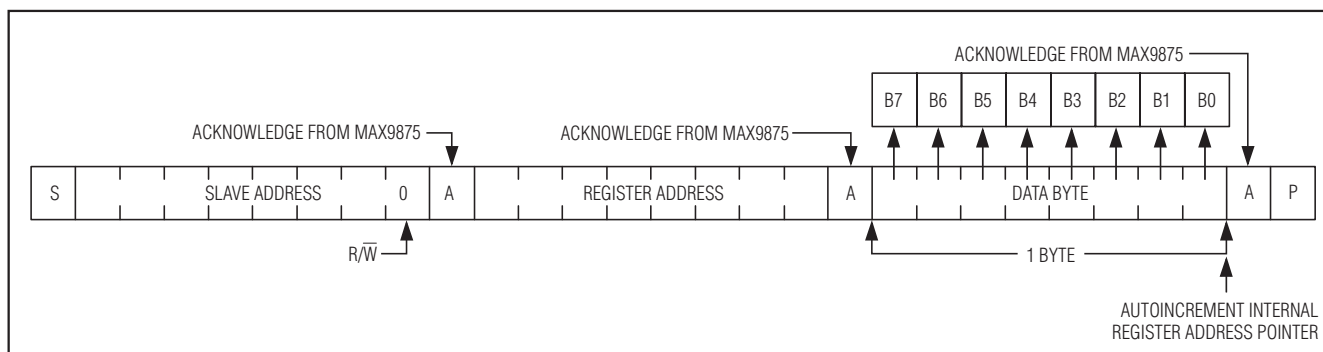 ACKNOWLEDGE FROM MAX9875
B7 B6 B5 B4 B3 B2 B1 B0
ACKNOWLEDGE FROM MAX9875 ACKNOWLEDGE FROM MAX9875
S SLAVE ADDRESS 0 A REGISTER ADDRESS A DATA BYTE A P
R/W̅
1 BYTE
AUTOINCREMENT INTERNAL
REGISTER ADDRESS POINTER